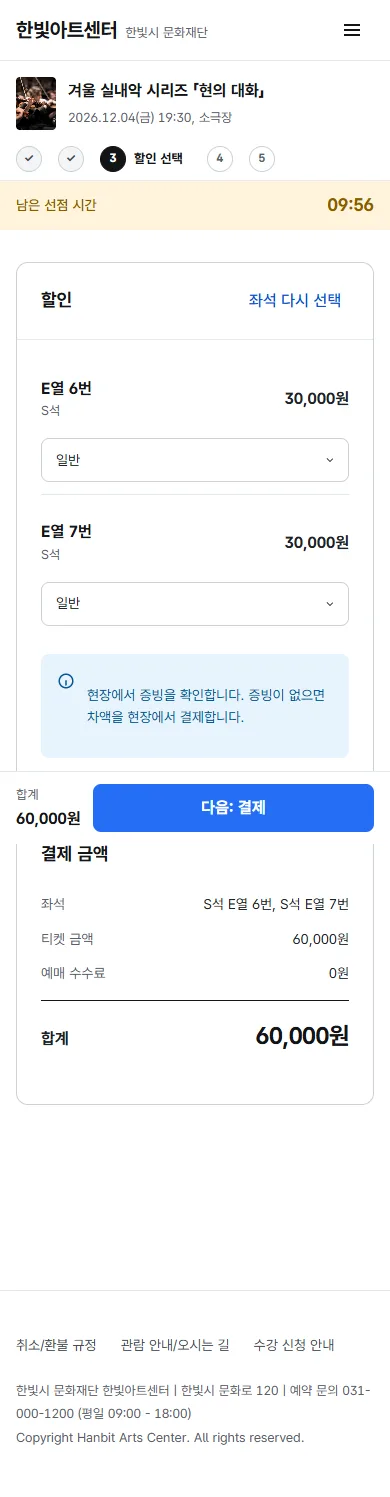 한빛아트센터 한빛시 문화재단
겨울 실내악 시리즈 「현의 대화」
2026.12.04(금) 19:30, 소극장
3 할인 선택 4 5
남은 선점 시간 09:56
할인 좌석 다시 선택
E열 6번
S석
30,000원
일반
E열 7번
S석
30,000원
일반
현장에서 증빙을 확인합니다. 증빙이 없으면
차액을 현장에서 결제합니다.
합계
60,000원
다음: 결제
결제 금액
좌석 S석 E열 6번, S석 E열 7번
티켓 금액 60,000원
예매 수수료 0원
합계 60,000원
취소/환불 규정 관람 안내/오시는 길 수강 신청 안내
한빛시 문화재단 한빛아트센터 | 한빛시 문화로 120 | 예약 문의 031-
000-1200 (평일 09:00 - 18:00)
Copyright Hanbit Arts Center. All rights reserved.